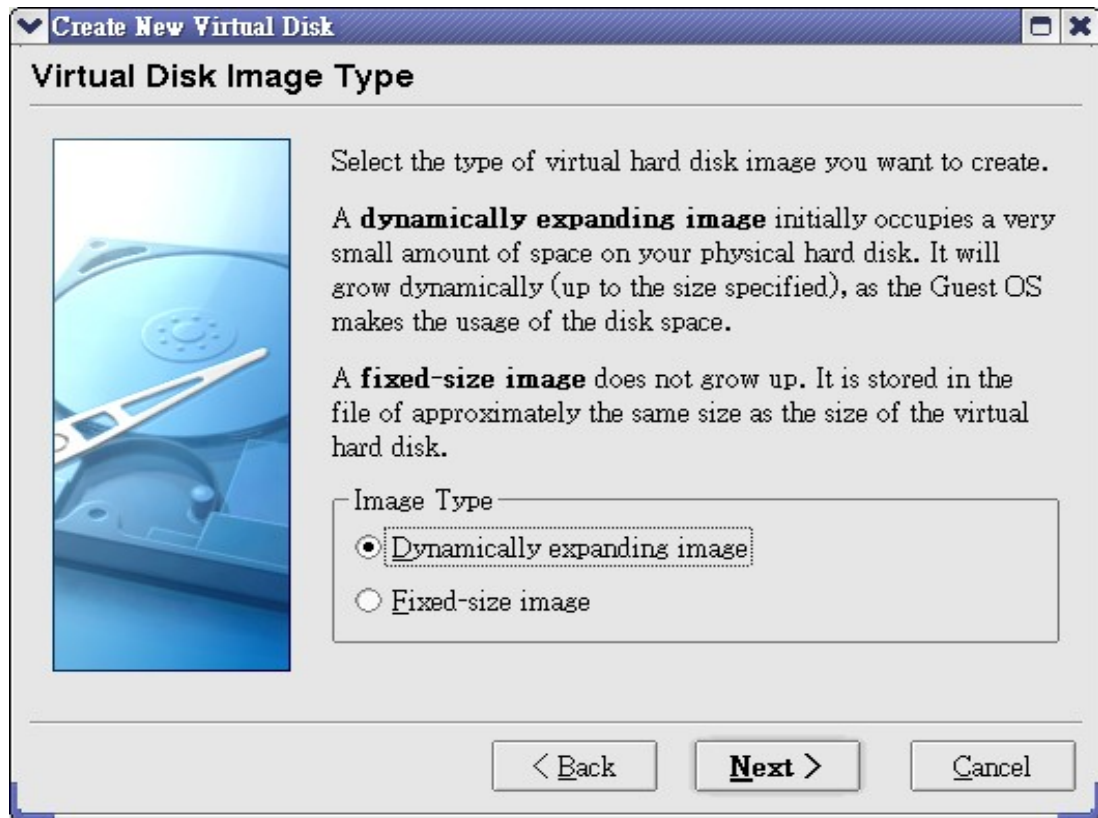 Create New Virtual Disk
Virtual Disk Image Type
Select the type of virtual hard disk image you want to create.
A dynamically expanding image initially occupies a very
small amount of space on your physical hard disk. It will
grow dynamically (up to the size specified), as the Guest OS
makes the usage of the disk space.
A fixed-size image does not grow up. It is stored in the
file of approximately the same size as the size of the virtual
hard disk.
Image Type
Dynamically expanding image
Fixed-size image
< Back
Next >
Cancel